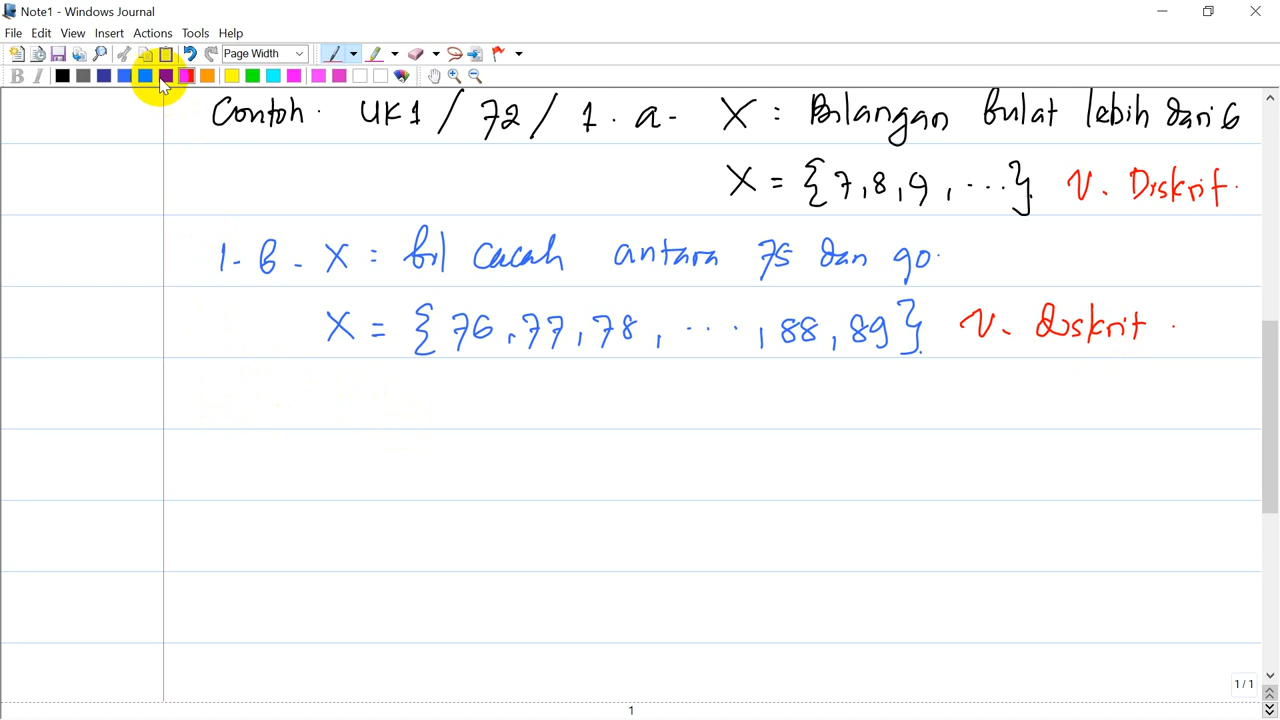 Note1 - Windows Journal
File Edit View Insert Actions Tools Help
Page Width
B I
Contoh. UK1 / 72 / 1. a- X = Bilangan bulat lebih dari 6
X = {7,8,9, ...}. V. Diskrit.
1- b- X = bil cacah antara 75 dan 90.
X = {76,77,78, ..., 88,89}. V. diskrit.
1/1
1